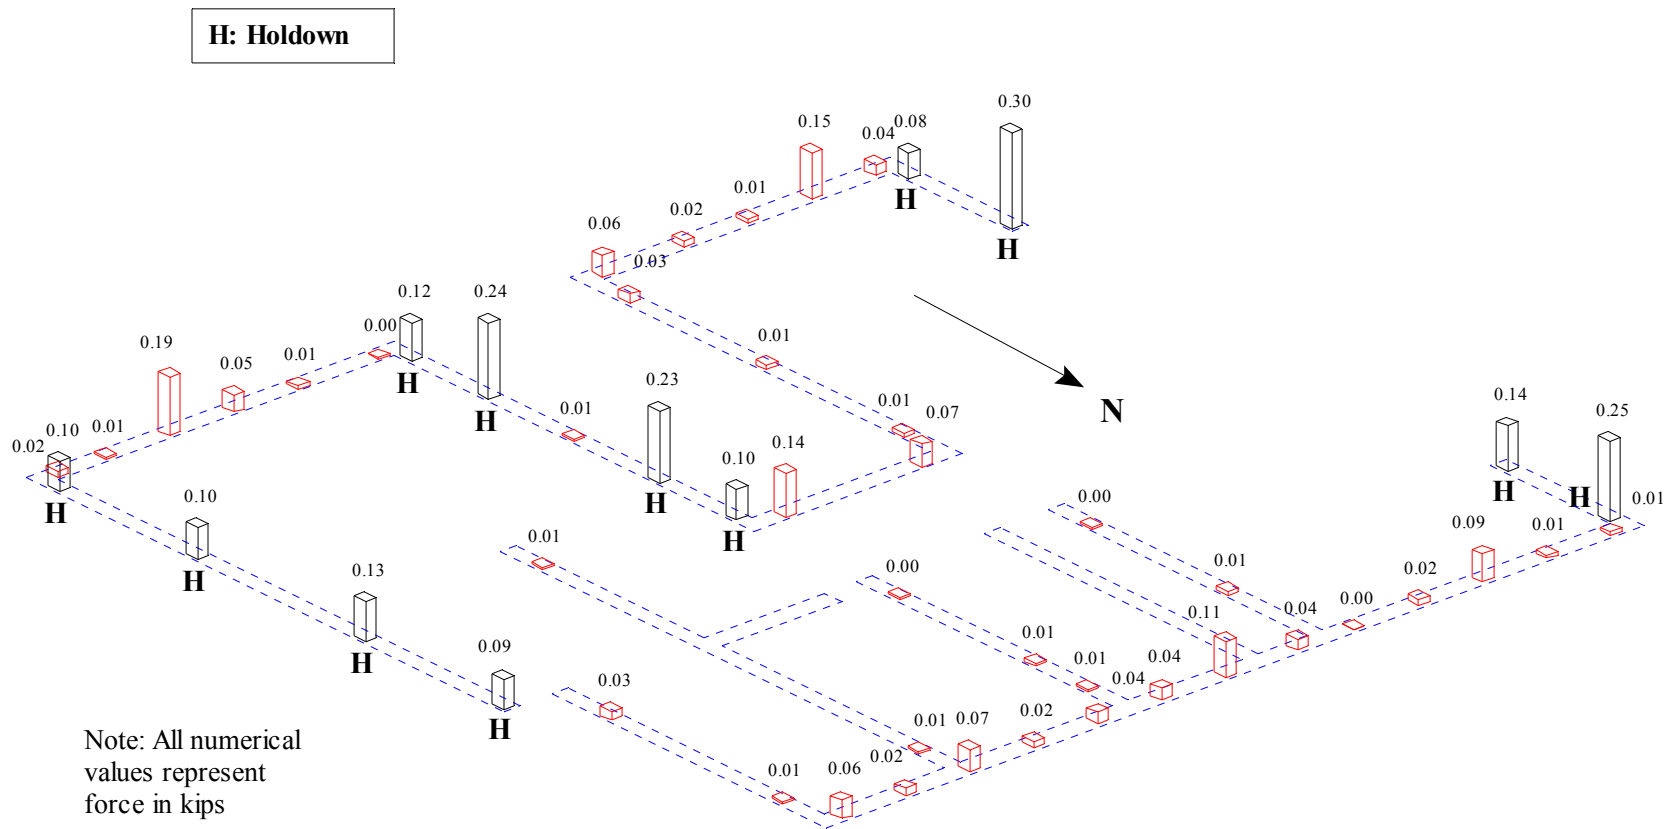 H: Holdown
0.30
0.15
0.04
0.08
0.01
H
0.02
0.06
H
0.03
0.12
0.24
0.00
0.01
0.19
0.01
0.05
H
H
0.23
0.14
N
0.01
0.07
0.25
0.01
0.10
0.02
0.01
0.14
0.10
H
H
H
0.00
0.01
0.10
H
0.09
0.01
H
H
0.01
0.00
0.01
0.02
0.00
H
0.13
0.11
0.04
0.01
0.04
0.01
0.04
H
0.09
0.03
H
0.01
0.07
0.02
Note: All numerical
values represent
force in kips
0.02
0.01
0.06